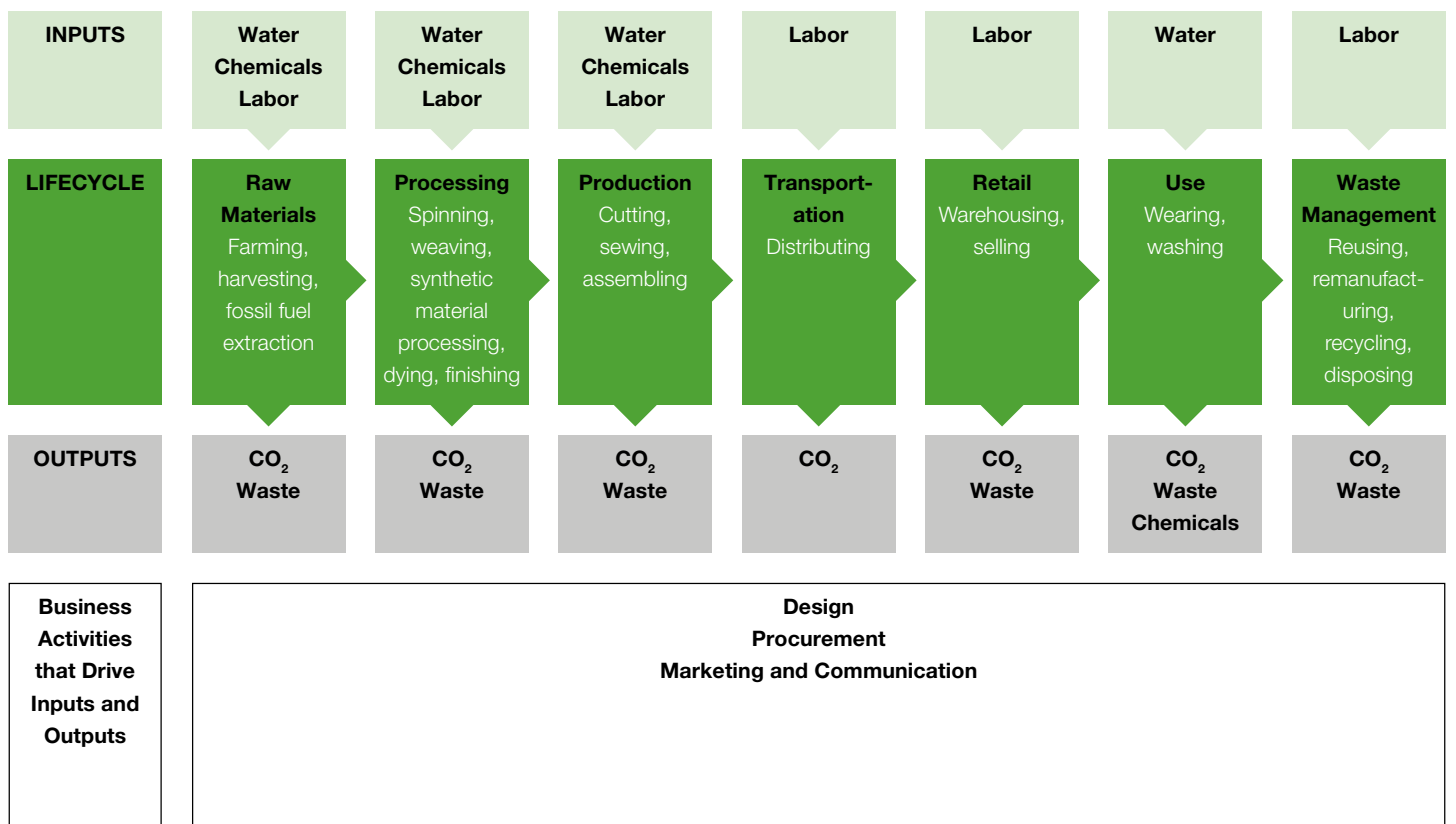 INPUTS
Water
Chemicals
Labor
Water
Chemicals
Labor
Water
Chemicals
Labor
Labor
Labor
Water
Labor
LIFECYCLE
Raw
Materials
Farming,
harvesting,
fossil fuel
extraction
Processing
Spinning,
weaving,
synthetic
material
processing,
dying, finishing
Production
Cutting,
sewing,
assembling
Transport-
ation
Distributing
Retail
Warehousing,
selling
Use
Wearing,
washing
Waste
Management
Reusing,
remanufact-
uring,
recycling,
disposing
OUTPUTS
CO₂
Waste
CO₂
Waste
CO₂
Waste
CO₂
CO₂
Waste
CO₂
Waste
Chemicals
CO₂
Waste
Business
Activities
that Drive
Inputs and
Outputs
Design
Procurement
Marketing and Communication